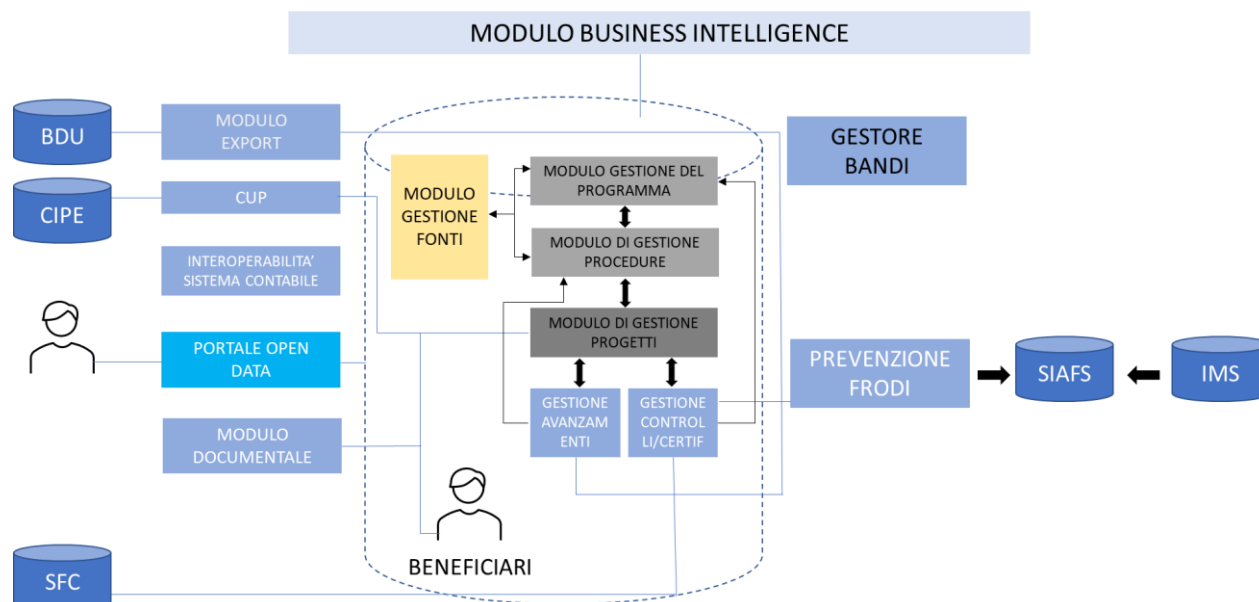 MODULO BUSINESS INTELLIGENCE
BDU
MODULO
EXPORT
GESTORE
BANDI
MODULO
GESTIONE
FONTI
MODULO GESTIONE DEL
PROGRAMMA
CIPE
CUP
MODULO DI GESTIONE
PROCEDURE
INTEROPERABILITA'
SISTEMA CONTABILE
MODULO DI GESTIONE
PROGETTI
PORTALE OPEN
DATA
PREVENZIONE
FRODI
SIAFS
IMS
GESTIONE
AVANZAM
ENTI
GESTIONE
CONTROL
LI/CERTIF
MODULO
DOCUMENTALE
BENEFICIARI
SFC